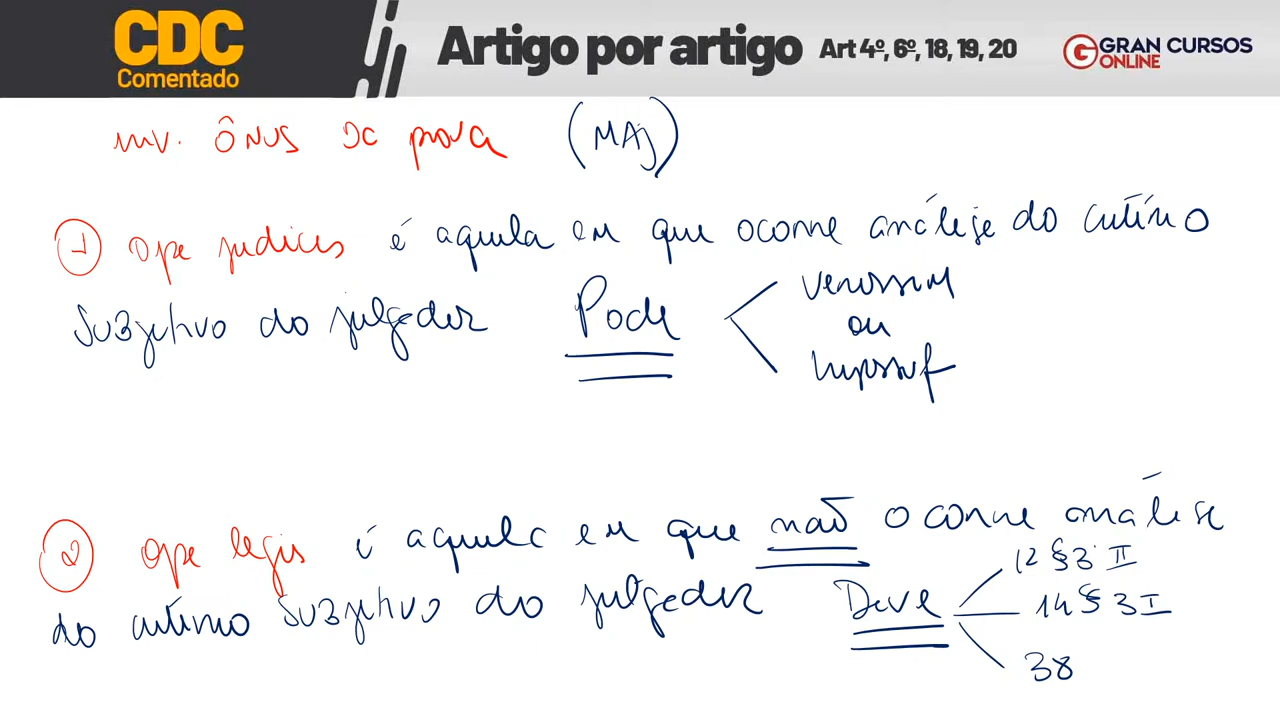 CDC
Comentado
Artigo por artigo Art 4º, 6º, 18, 19, 20
GRAN CURSOS
ONLINE
inv. ônus de prova (MAJ)
1 ope judices é aquela em que ocorre análise do critério
subjetivo do julgador Pode verossim
ou
hipossuf
2 ope legis é aquela em que não ocorre análise
do critério subjetivo do julgador Deve 12 § 3º II
14 § 3 I
38